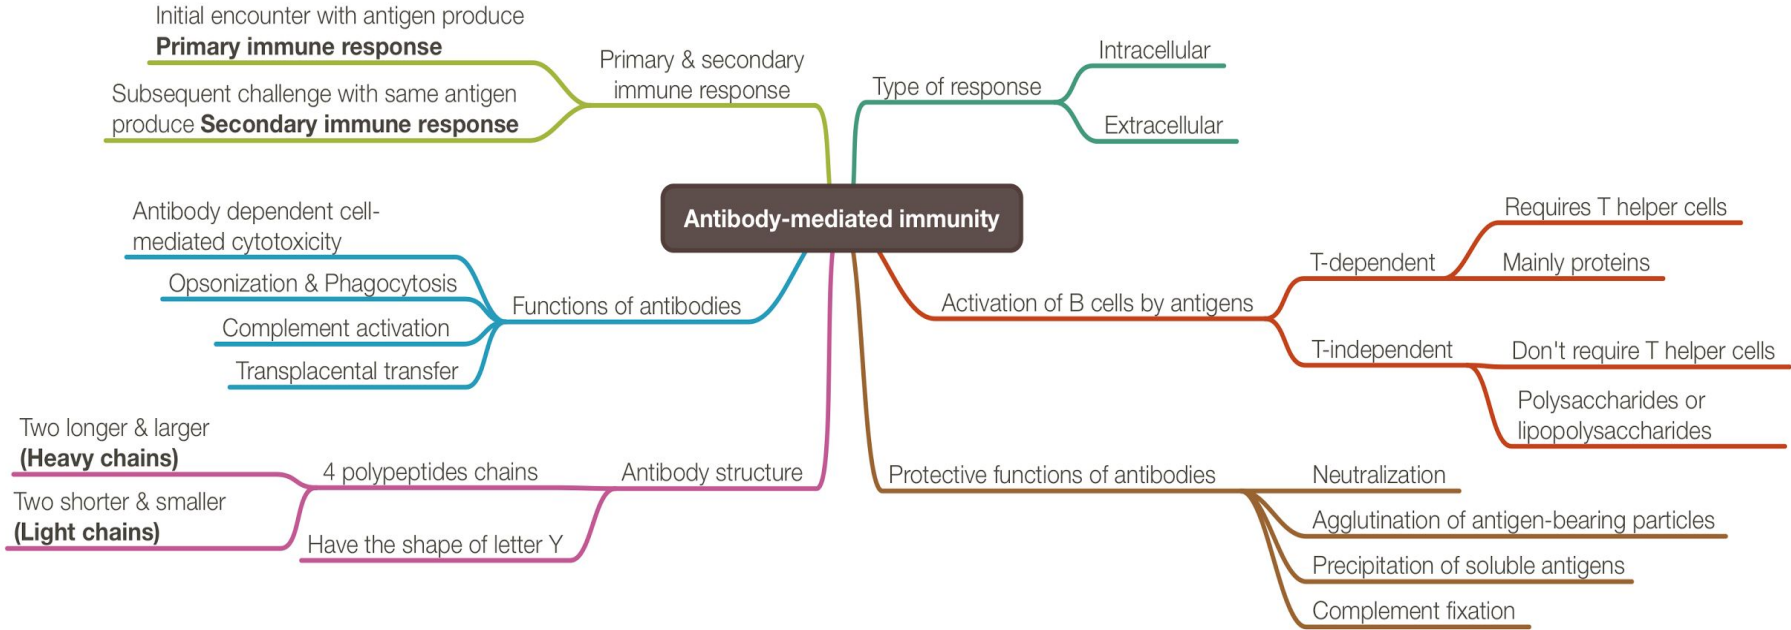 Initial encounter with antigen produce
Primary immune response
Subsequent challenge with same antigen
produce Secondary immune response
Primary & secondary
immune response
Type of response
Intracellular
Extracellular
Antibody-mediated immunity
Antibody dependent cell-
mediated cytotoxicity
Opsonization & Phagocytosis
Complement activation
Transplacental transfer
Functions of antibodies
Activation of B cells by antigens
T-dependent
Requires T helper cells
Mainly proteins
T-independent
Don't require T helper cells
Polysaccharides or
lipopolysaccharides
Two longer & larger
(Heavy chains)
Two shorter & smaller
(Light chains)
4 polypeptides chains
Have the shape of letter Y
Antibody structure
Protective functions of antibodies
Neutralization
Agglutination of antigen-bearing particles
Precipitation of soluble antigens
Complement fixation